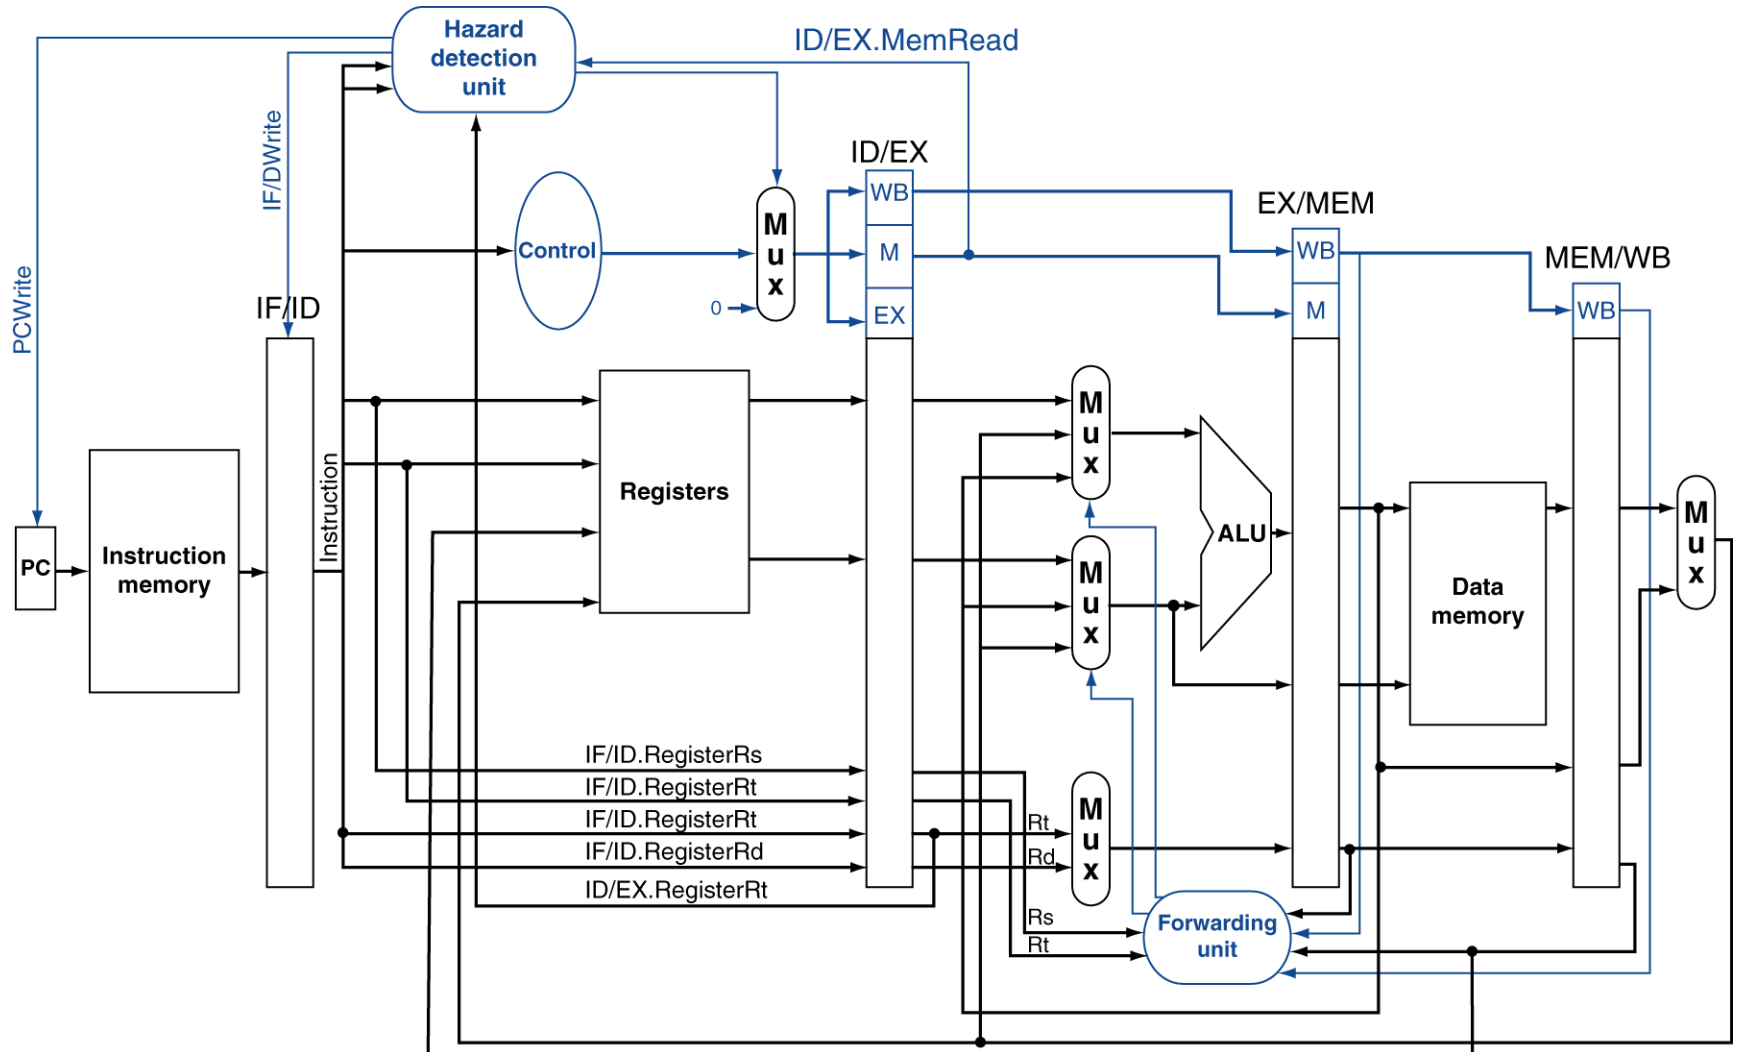 Hazard
detection
unit
ID/EX.MemRead
IF/DWrite
PCWrite
ID/EX
WB
M
EX
Control
M
u
x
0
EX/MEM
WB
M
MEM/WB
WB
IF/ID
Instruction
PC
Instruction
memory
Registers
M
u
x
M
u
x
ALU
Data
memory
M
u
x
IF/ID.RegisterRs
IF/ID.RegisterRt
IF/ID.RegisterRt
IF/ID.RegisterRd
ID/EX.RegisterRt
Rt
Rd
M
u
x
Rs
Rt
Forwarding
unit